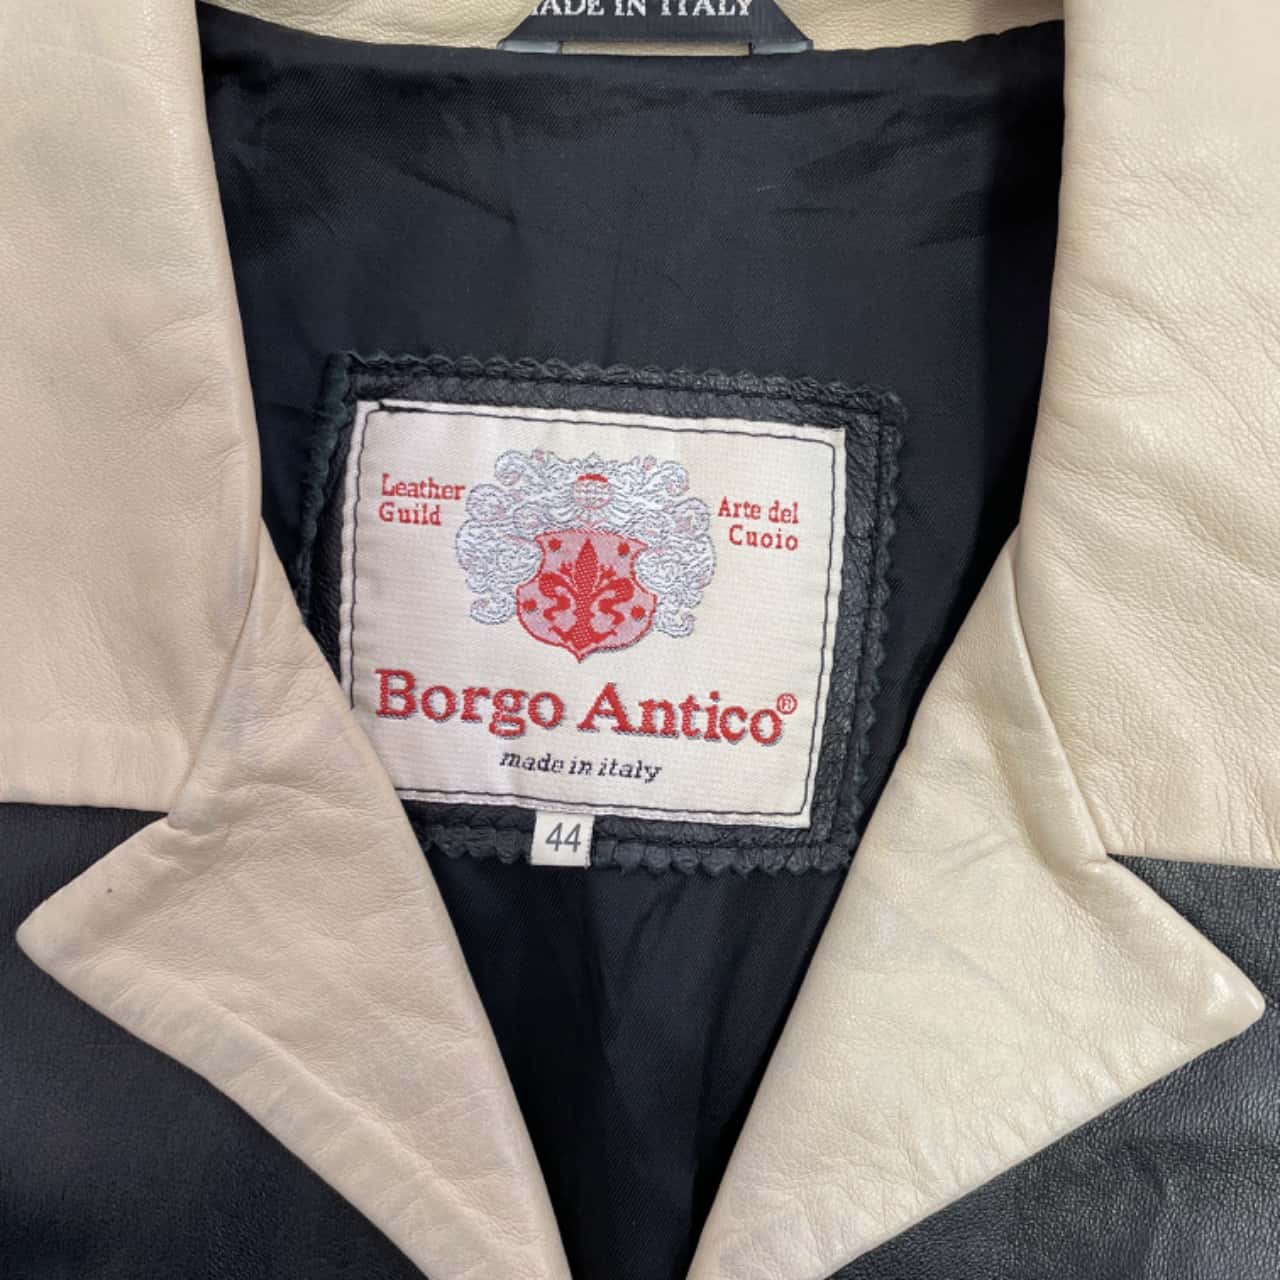 MADE IN ITALY
Leather
Guild
Arte del
Cuoio
Borgo Antico®
made in italy
44